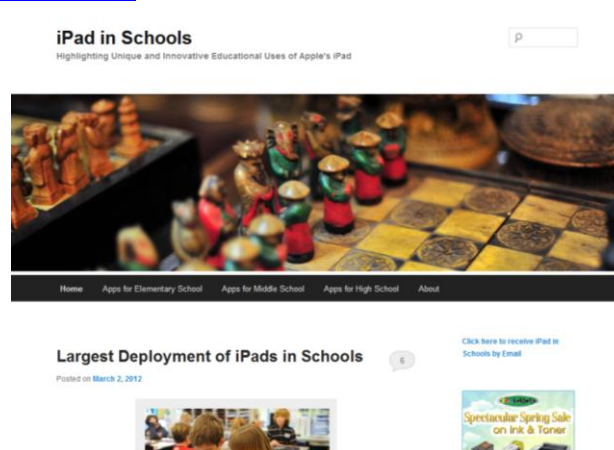 iPad in Schools
Highlighting Unique and Innovative Educational Uses of Apple's iPad
Home Apps for Elementary School Apps for Middle School Apps for High School About
Largest Deployment of iPads in Schools
6
Posted on March 2, 2012
Click here to receive iPad in
Schools by Email
Spectacular Spring Sale
on Ink & Toner